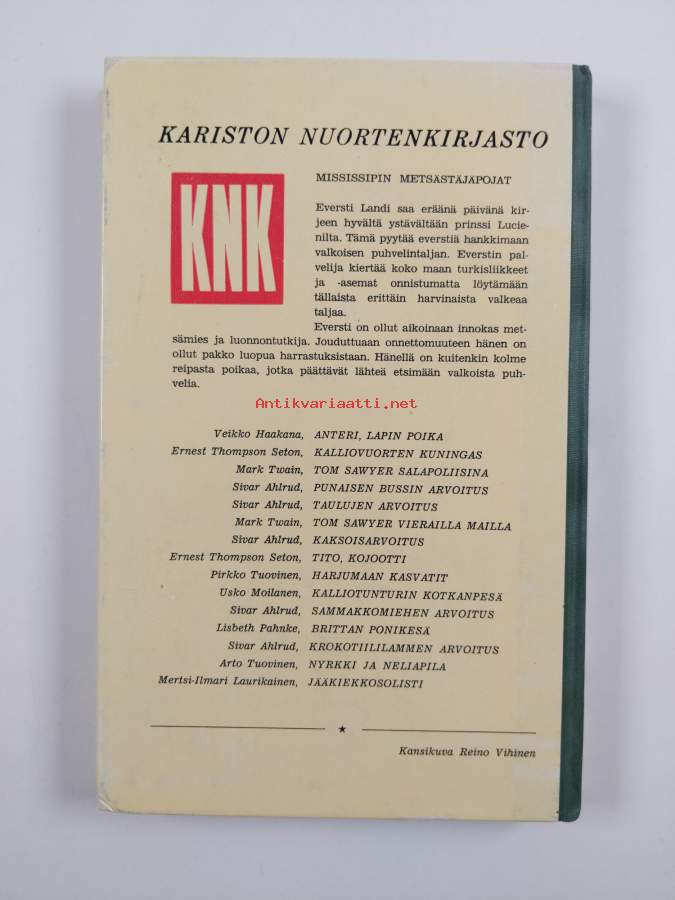 KARISTON NUORTENKIRJASTO
KNK
MISSISSIPIN METSÄSTÄJÄPOJAT
Eversti Landi saa eräänä päivänä kir-
jeen hyvältä ystävältään prinssi Lucie-
nilta. Tämä pyytää everstiä hankkimaan
valkoisen puhvelintaljan. Everstin pal-
velija kiertää koko maan turkisliikkeet
ja -asemat onnistumatta löytämään
tällaista erittäin harvinaista valkeaa
taljaa.
Eversti on ollut aikoinaan innokas met-
sämies ja luonnontutkija. Jouduttuaan onnettomuuteen hänen on
ollut pakko luopua harrastuksistaan. Hänellä on kuitenkin kolme
reipasta poikaa, jotka päättävät lähteä etsimään valkoista puh-
velia.
Antikvariaatti.net
Veikko Haakana, ANTERI, LAPIN POIKA
Ernest Thompson Seton, KALLIOVUORTEN KUNINGAS
Mark Twain, TOM SAWYER SALAPOLIISINA
Sivar Ahlrud, PUNAISEN BUSSIN ARVOITUS
Sivar Ahlrud, TAULUJEN ARVOITUS
Mark Twain, TOM SAWYER VIERAILLA MAILLA
Sivar Ahlrud, KAKSOISARVOITUS
Ernest Thompson Seton, TITO, KOJOOTTI
Pirkko Tuovinen, HARJUMAAN KASVATIT
Usko Moilanen, KALLIOTUNTURIN KOTKANPESÄ
Sivar Ahlrud, SAMMAKKOMIEHEN ARVOITUS
Lisbeth Pahnke, BRITTAN PONIKESÄ
Sivar Ahlrud, KROKOTIILILAMMEN ARVOITUS
Arto Tuovinen, NYRKKI JA NELIAPILA
Mertsi-Ilmari Laurikainen, JÄÄKIEKKOSOLISTI
Kansikuva Reino Vihinen